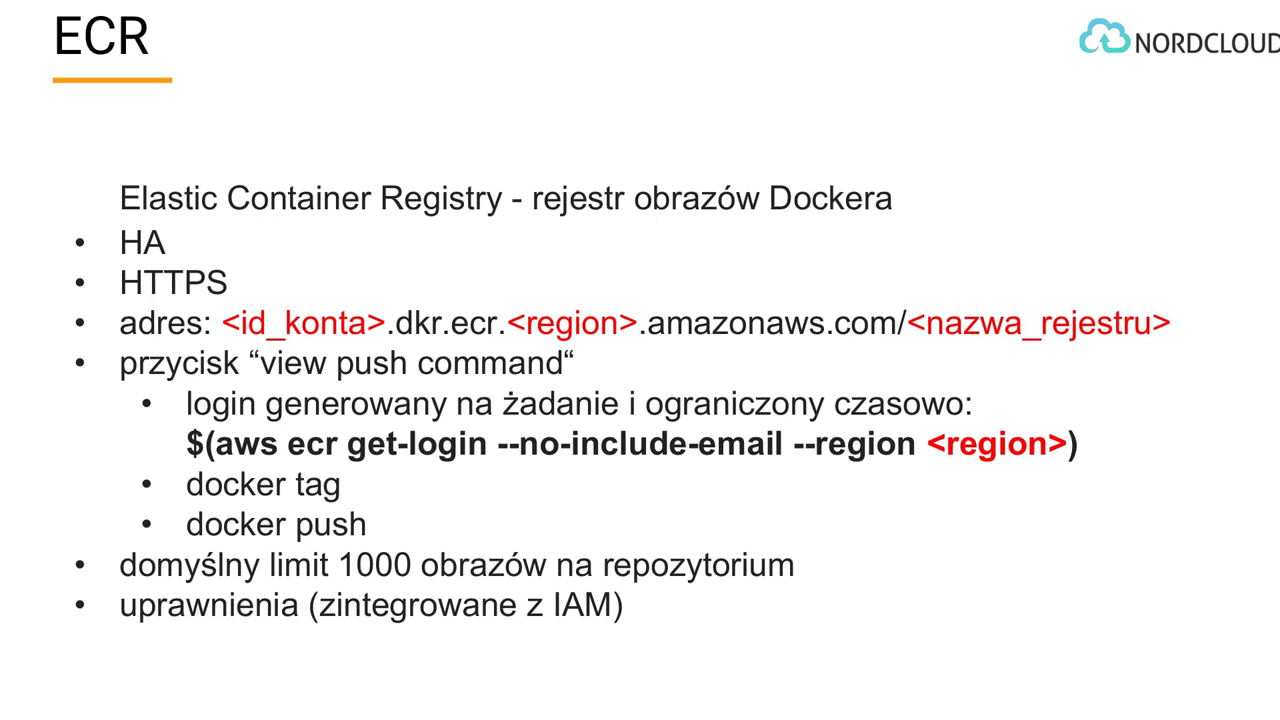 ECR
NORDCLOUD
Elastic Container Registry - rejestr obrazów Dockera
• HA
• HTTPS
• adres: <id_konta>.dkr.ecr.<region>.amazonaws.com/<nazwa_rejestru>
• przycisk “view push command“
• login generowany na żadanie i ograniczony czasowo:
$(aws ecr get-login --no-include-email --region <region>)
• docker tag
• docker push
• domyślny limit 1000 obrazów na repozytorium
• uprawnienia (zintegrowane z IAM)